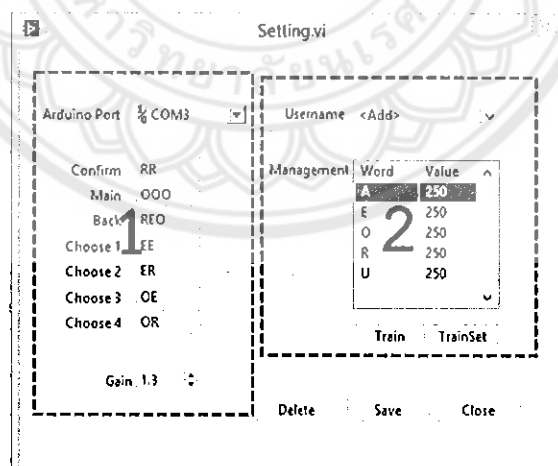 Setting.vi
Arduino Port COM3
Confirm RR
Main OOO
Back REO
Choose 1 EE
Choose 2 ER
Choose 3 OE
Choose 4 OR
Gain 1.3
1
Username <Add>
Management Word Value
A 250
E 250
O 250
R 250
U 250
2
Train TrainSet
Delete Save Close